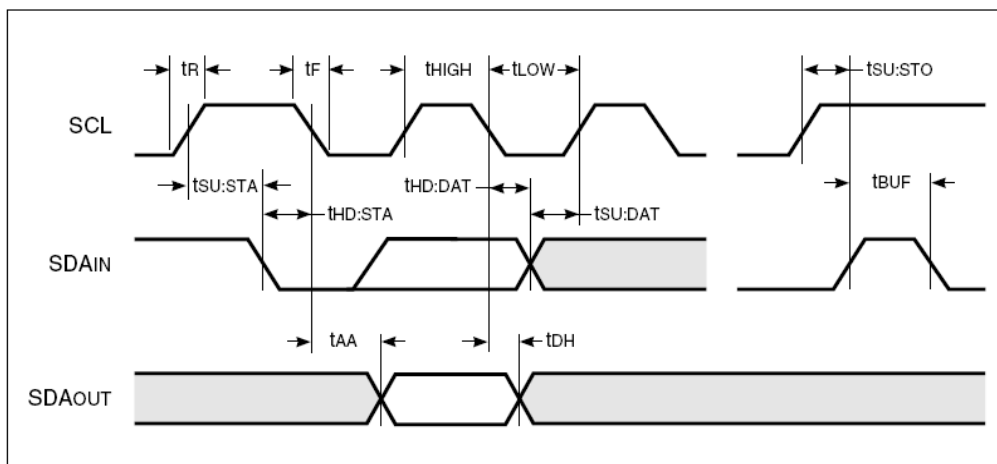 tR tF tHIGH tLOW tSU:STO
SCL
tSU:STA tHD:STA tHD:DAT tSU:DAT tBUF
SDAIN
tAA tDH
SDAOUT